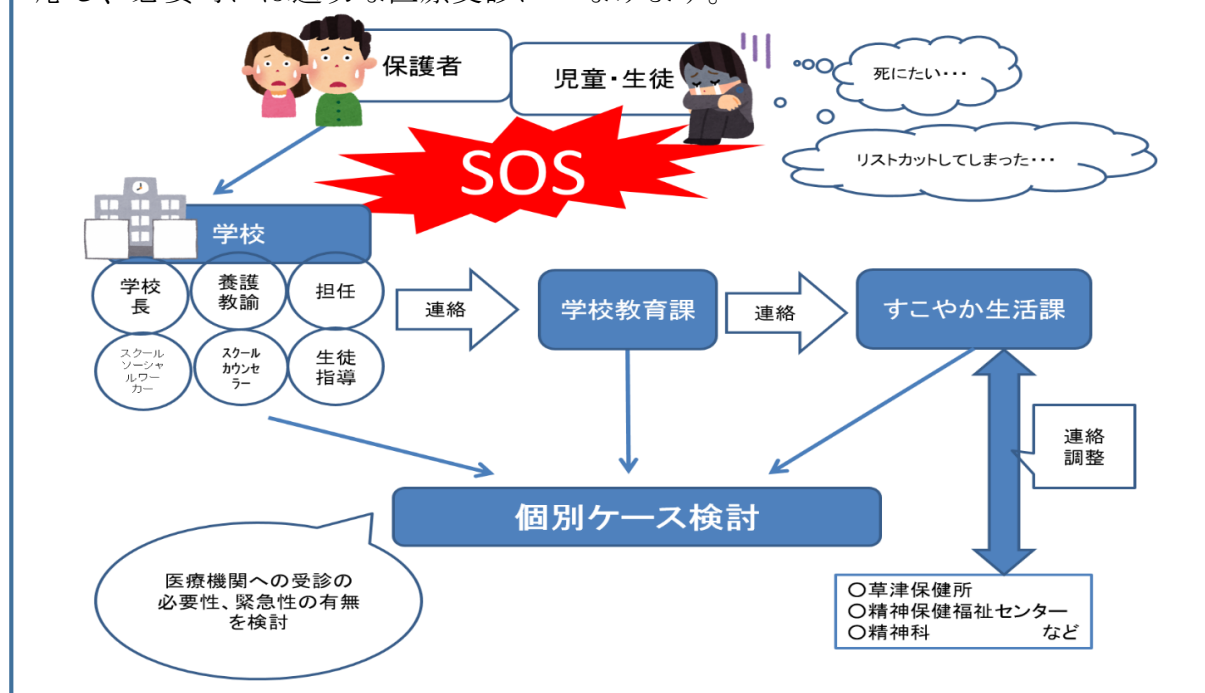 保護者
児童・生徒
死にたい・・・
リストカットしてしまった・・・
SOS
学校
学校
長
養護
教諭
担任
スクール
ソーシャ
ルワー
カー
スクール
カウンセ
ラー
生徒
指導
連絡
学校教育課
連絡
すこやか生活課
連絡
調整
個別ケース検討
医療機関への受診の
必要性、緊急性の有無
を検討
〇草津保健所
〇精神保健福祉センター
〇精神科 など